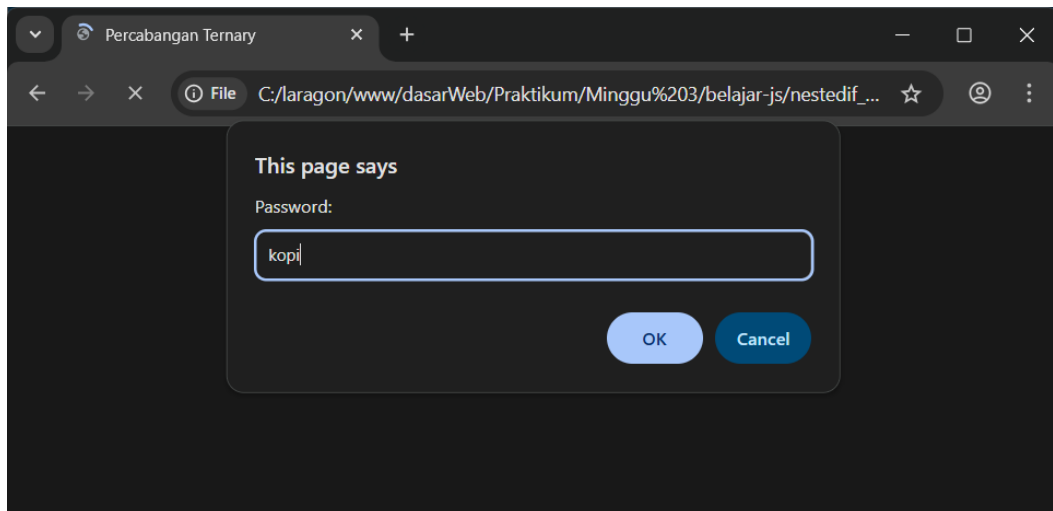 Percabangan Ternary
File C:/laragon/www/dasarWeb/Praktikum/Minggu%203/belajar-js/nestedif_...
This page says
Password:
kopi
OK Cancel